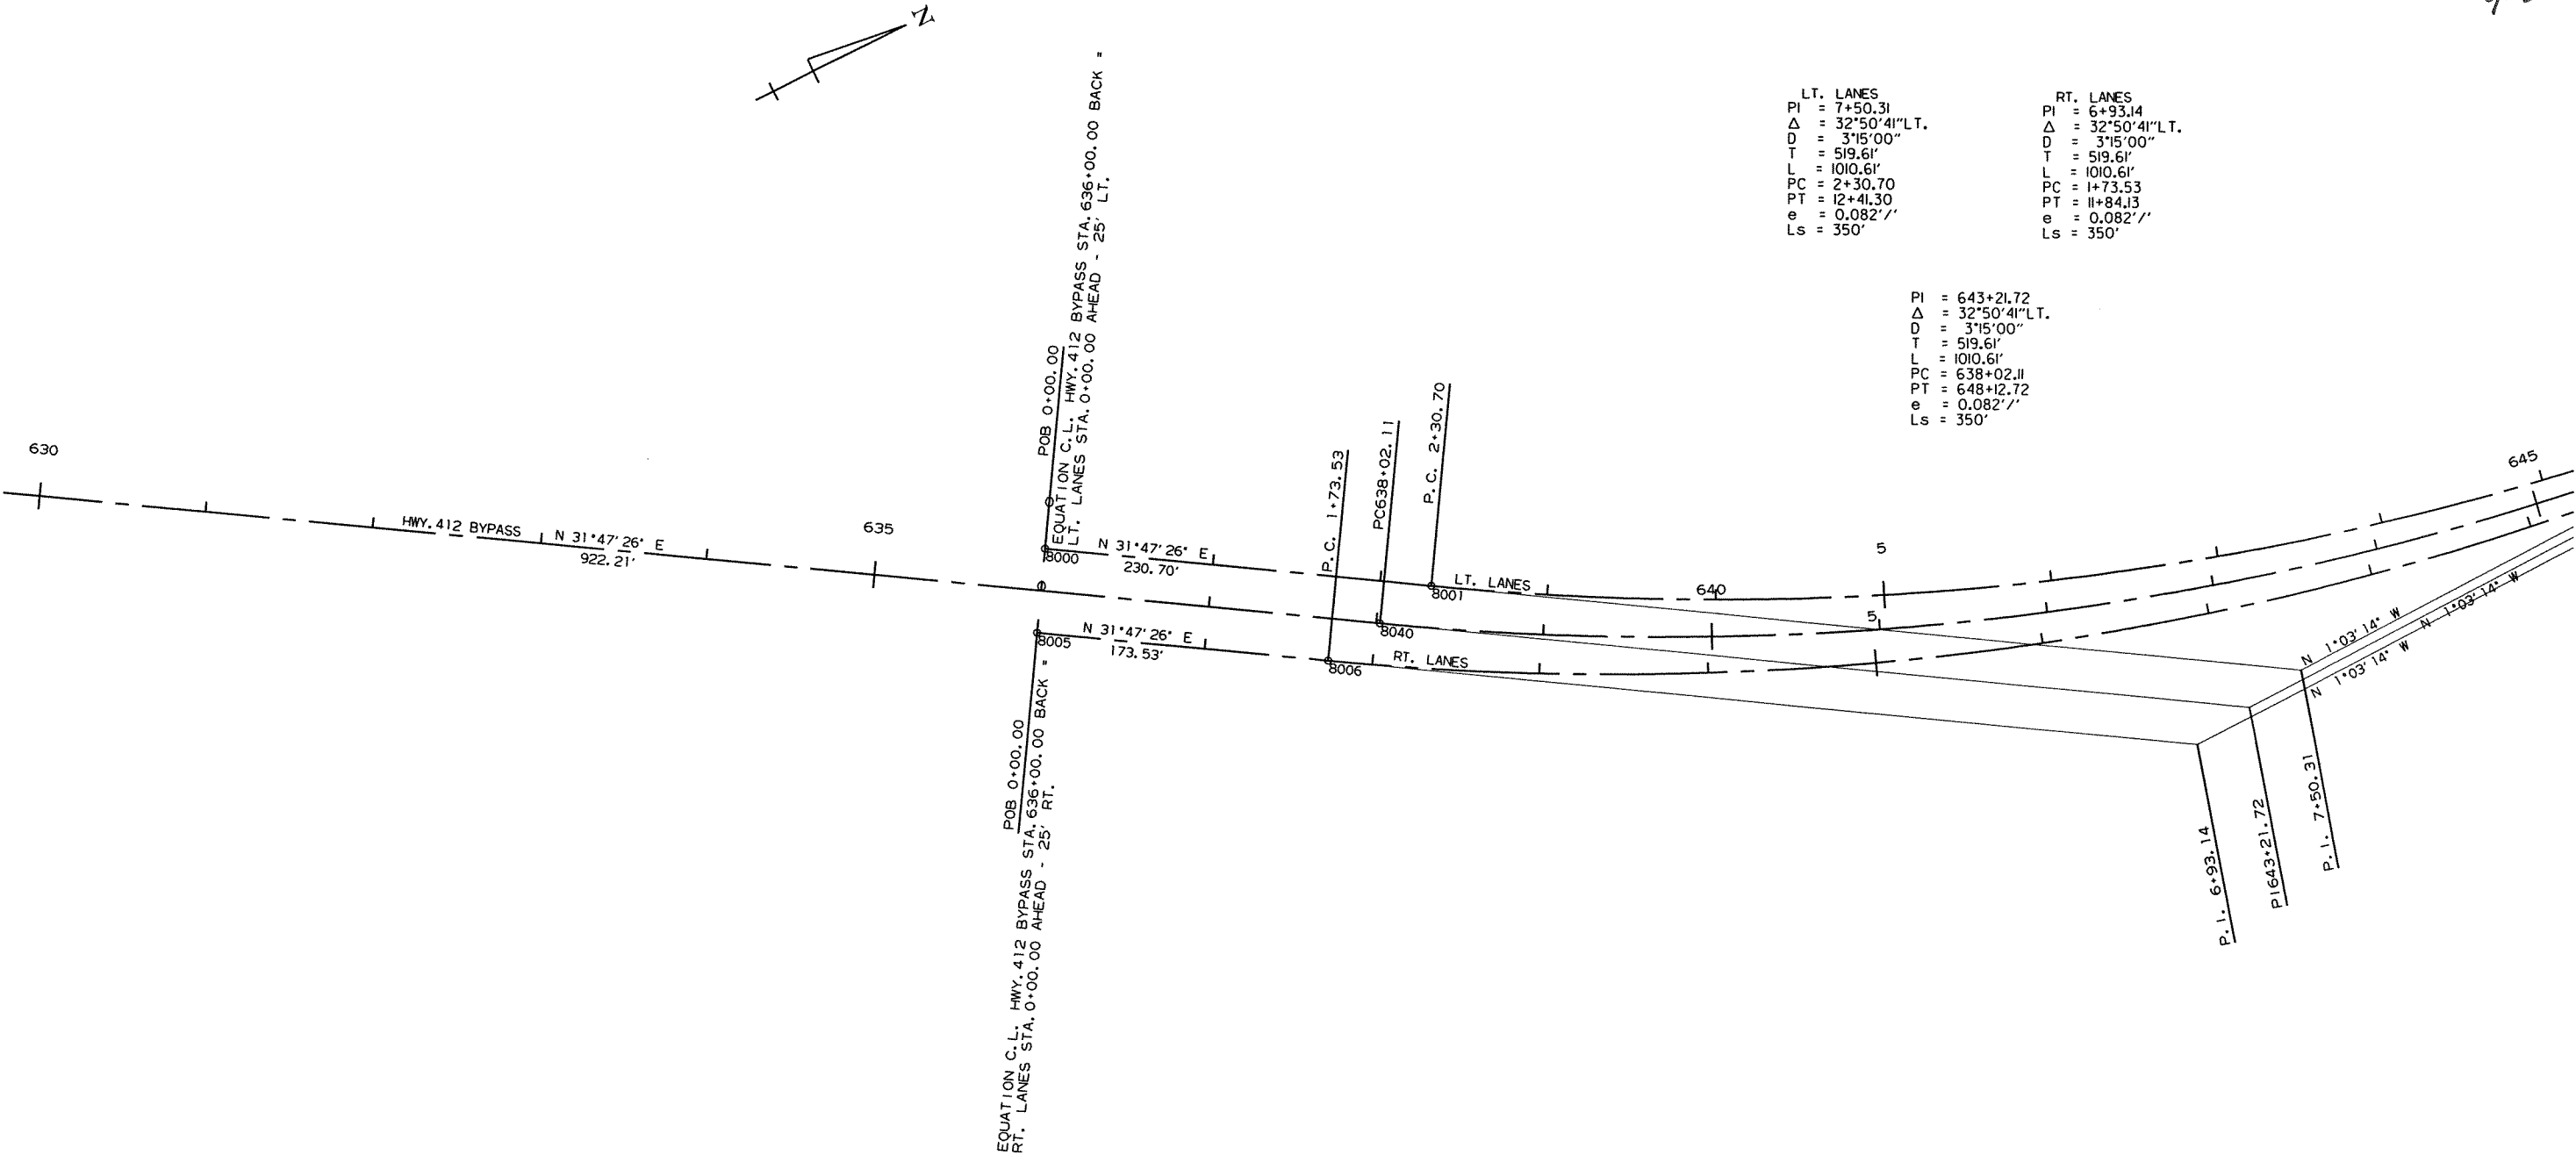 N
LT. LANES
PI = 7+50.31
Δ = 32°50'41"LT.
D = 3°15'00"
T = 519.61'
L = 1010.61'
PC = 2+30.70
PT = 12+41.30
e = 0.082'/'
Ls = 350'
RT. LANES
PI = 6+93.14
Δ = 32°50'41"LT.
D = 3°15'00"
T = 519.61'
L = 1010.61'
PC = 1+73.53
PT = 11+84.13
e = 0.082'/'
Ls = 350'
PI = 643+21.72
Δ = 32°50'41"LT.
D = 3°15'00"
T = 519.61'
L = 1010.61'
PC = 638+02.11
PT = 648+12.72
e = 0.082'/'
Ls = 350'
POB 0+00.00
EQUATION C.L. HWY.412 BYPASS STA.636+00.00 BACK "
LT. LANES STA.0+00.00 AHEAD - 25' LT.
630
HWY.412 BYPASS
N 31°47'26" E
922.21'
635
8000
N 31°47'26" E
230.70'
P.C. 1+73.53
PC638+02.11
P.C. 2+30.70
8001
LT. LANES
640
5
645
8005
N 31°47'26" E
173.53'
8006
8040
RT. LANES
5
N 1°03'14" W
N 1°03'14" W
N 1°03'14" W
POB 0+00.00
EQUATION C.L. HWY.412 BYPASS STA.636+00.00 BACK "
RT. LANES STA.0+00.00 AHEAD - 25' RT.
P.I. 6+93.14
PI643+21.72
P.I. 7+50.31